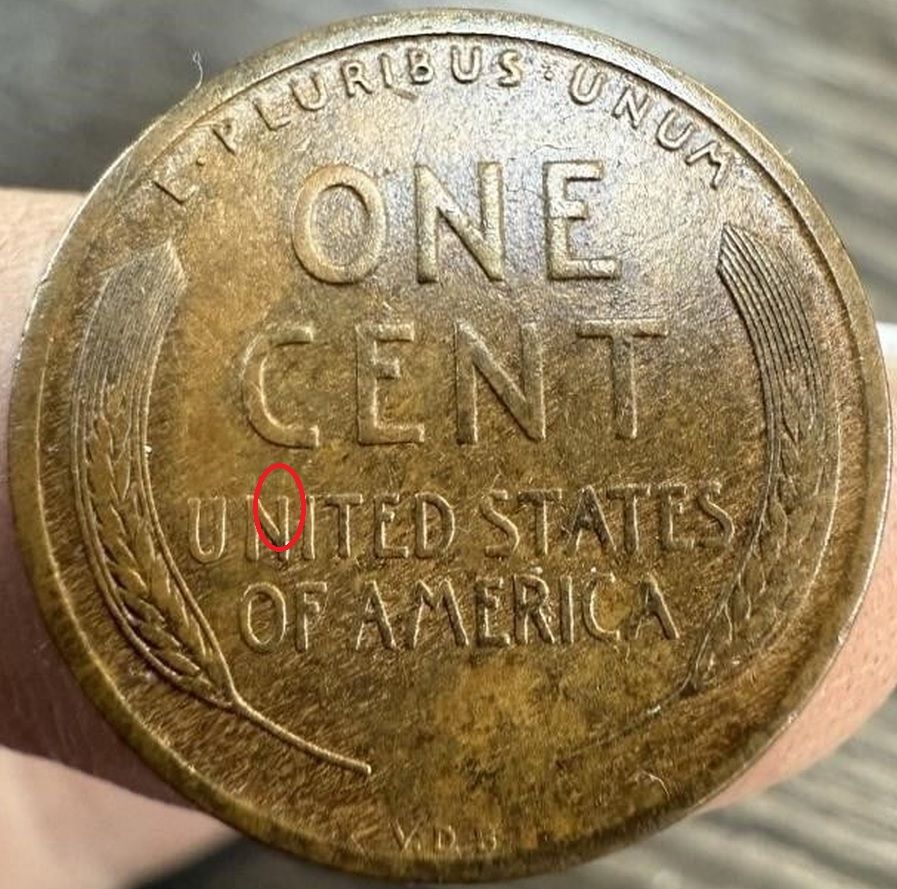 E · PLURIBUS · UNUM
ONE
CENT
UNITED STATES
OF AMERICA
V.D.B